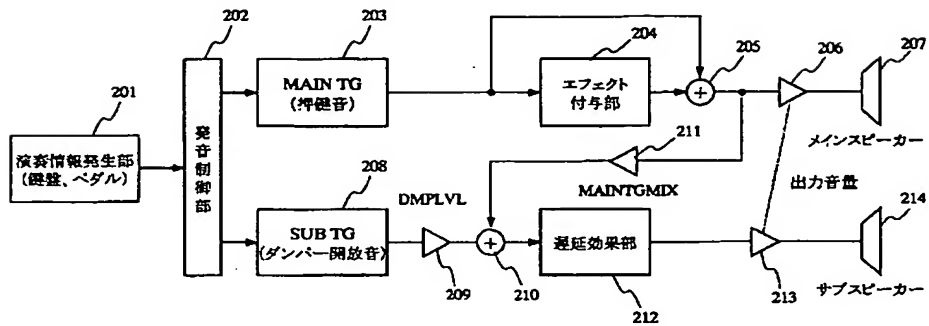 202
203
204
205
206
207
201
MAIN TG
(押健音)
エフェクト
付与部
211
発音制御部
演奏情報発生部
(鍵盤、ペダル)
メインスピーカー
208
DMPLVL
MAINTGMIX
出力音量
214
SUB TG
(ダンパー開放音)
遅延効果部
209
210
212
213
サブスピーカー